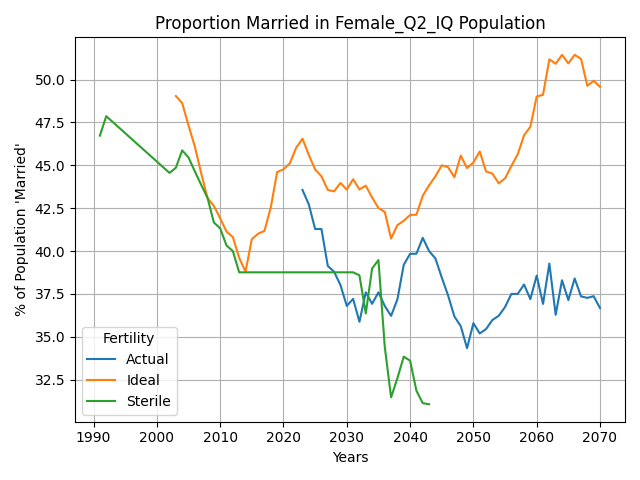 Proportion Married in Female_Q2_IQ Population
% of Population 'Married'
50.0
47.5
45.0
42.5
40.0
37.5
35.0
32.5
Fertility
Actual
Ideal
Sterile
1990 2000 2010 2020 2030 2040 2050 2060 2070
Years